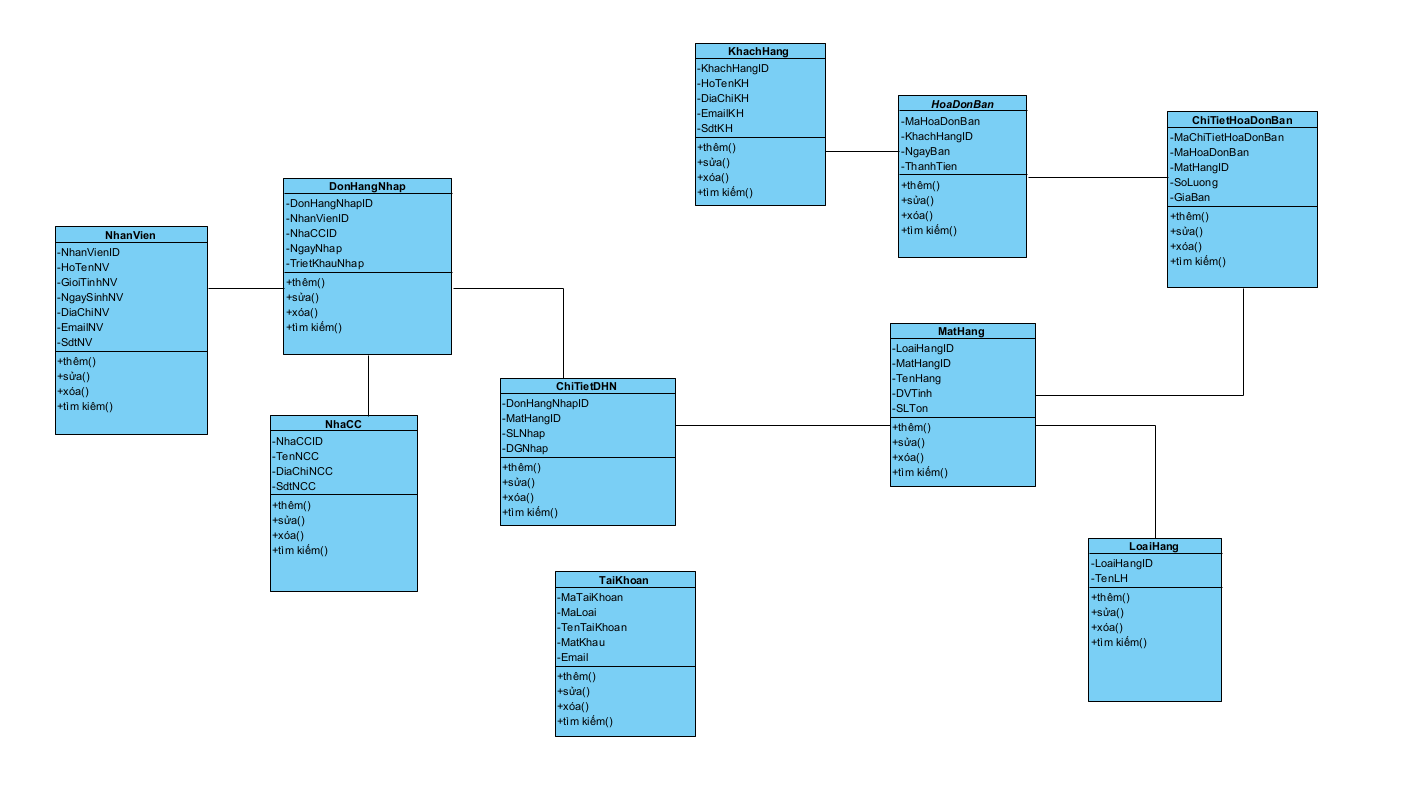 KhachHang
-KhachHangID
-HoTenKH
-DiaChiKH
-EmailKH
-SdtKH
+thêm()
+sửa()
+xóa()
+tìm kiếm()
HoaDonBan
-MaHoaDonBan
-KhachHangID
-NgayBan
-ThanhTien
+thêm()
+sửa()
+xóa()
+tìm kiếm()
ChiTietHoaDonBan
-MaChiTietHoaDonBan
-MaHoaDonBan
-MatHangID
-SoLuong
-GiaBan
+thêm()
+sửa()
+xóa()
+tìm kiếm()
DonHangNhap
-DonHangNhapID
-NhanVienID
-NhaCCID
-NgayNhap
-TrietKhauNhap
+thêm()
+sửa()
+xóa()
+tìm kiếm()
NhanVien
-NhanVienID
-HoTenNV
-GioiTinhNV
-NgaySinhNV
-DiaChiNV
-EmailNV
-SdtNV
+thêm()
+sửa()
+xóa()
+tìm kiêm()
MatHang
-LoaiHangID
-MatHangID
-TenHang
-DVTinh
-SLTon
+thêm()
+sửa()
+xóa()
+tìm kiếm()
ChiTietDHN
-DonHangNhapID
-MatHangID
-SLNhap
-DGNhap
+thêm()
+sửa()
+xóa()
+tìm kiếm()
NhaCC
-NhaCCID
-TenNCC
-DiaChiNCC
-SdtNCC
+thêm()
+sửa()
+xóa()
+tìm kiếm()
LoaiHang
-LoaiHangID
-TenLH
+thêm()
+sửa()
+xóa()
+tìm kiếm()
TaiKhoan
-MaTaiKhoan
-MaLoai
-TenTaiKhoan
-MatKhau
-Email
+thêm()
+sửa()
+xóa()
+tìm kiếm()